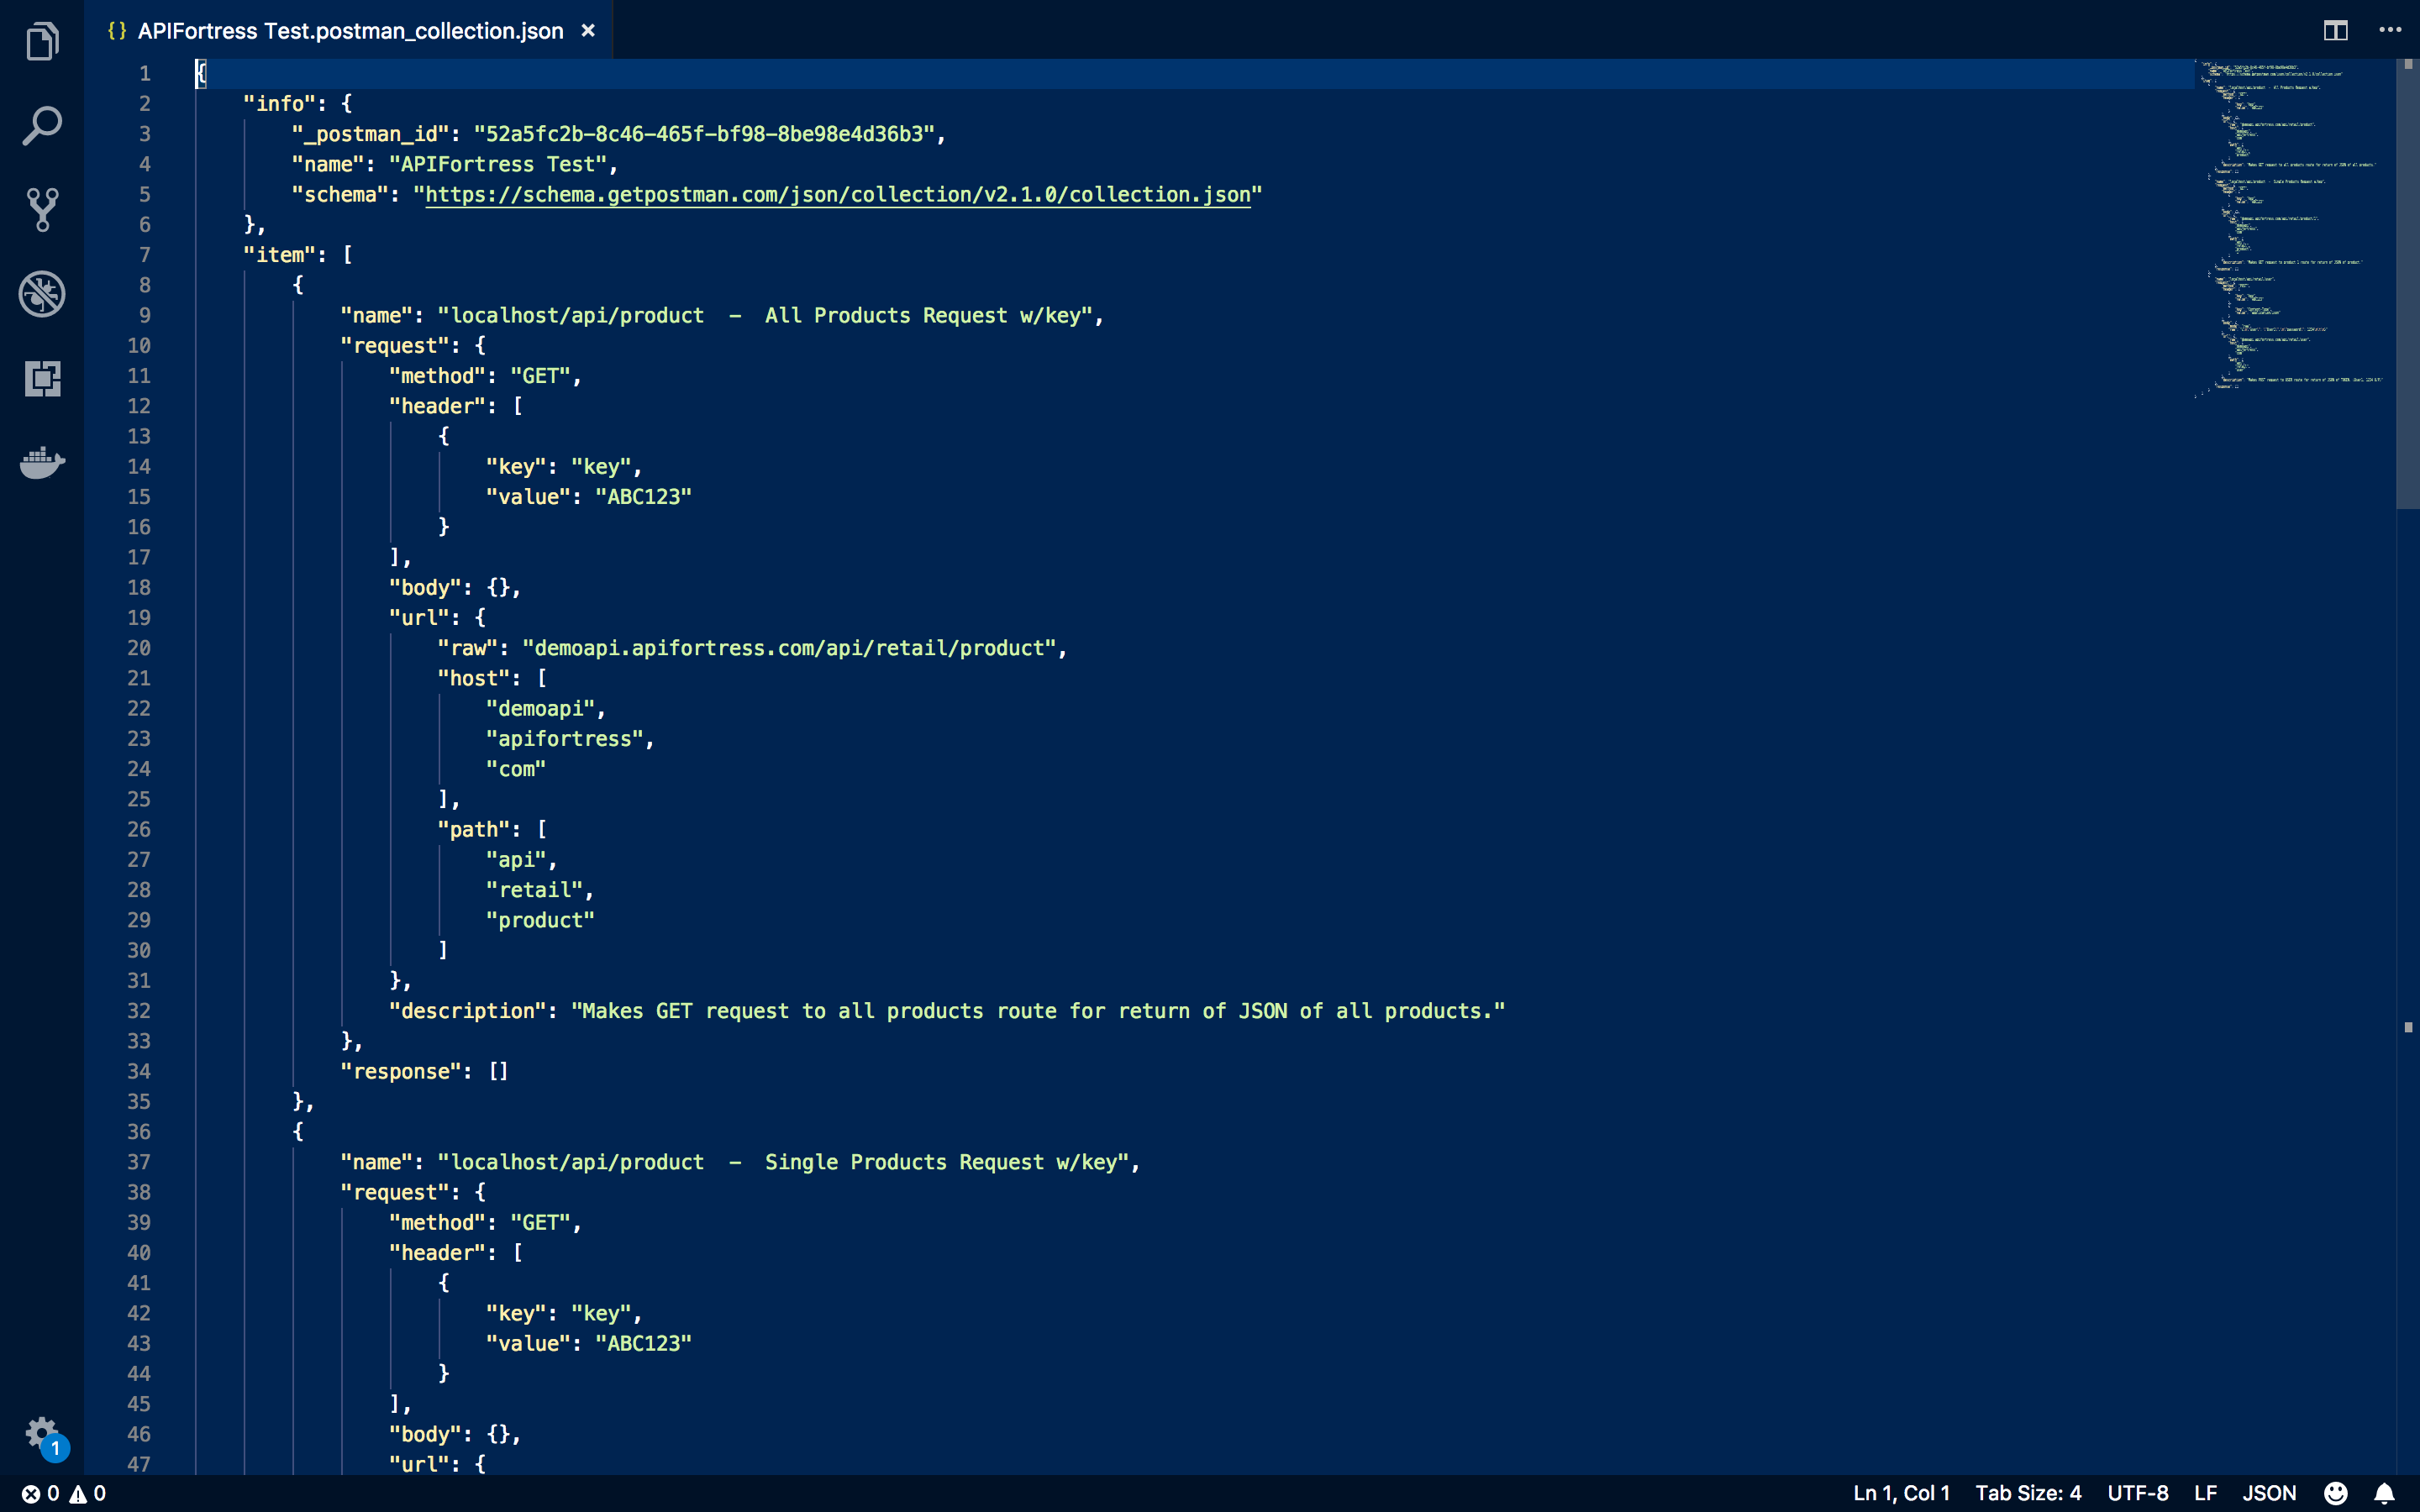 {} APIFortress Test.postman_collection.json ×
1 {
2 "info": {
3 "_postman_id": "52a5fc2b-8c46-465f-bf98-8be98e4d36b3",
4 "name": "APIFortress Test",
5 "schema": "https://schema.getpostman.com/json/collection/v2.1.0/collection.json"
6 },
7 "item": [
8 {
9 "name": "localhost/api/product  -  All Products Request w/key",
10 "request": {
11 "method": "GET",
12 "header": [
13 {
14 "key": "key",
15 "value": "ABC123"
16 }
17 ],
18 "body": {},
19 "url": {
20 "raw": "demoapi.apifortress.com/api/retail/product",
21 "host": [
22 "demoapi",
23 "apifortress",
24 "com"
25 ],
26 "path": [
27 "api",
28 "retail",
29 "product"
30 ]
31 },
32 "description": "Makes GET request to all products route for return of JSON of all products."
33 },
34 "response": []
35 },
36 {
37 "name": "localhost/api/product  -  Single Products Request w/key",
38 "request": {
39 "method": "GET",
40 "header": [
41 {
42 "key": "key",
43 "value": "ABC123"
44 }
45 ],
46 "body": {},
47 "url": {
1
0 0 Ln 1, Col 1 Tab Size: 4 UTF-8 LF JSON